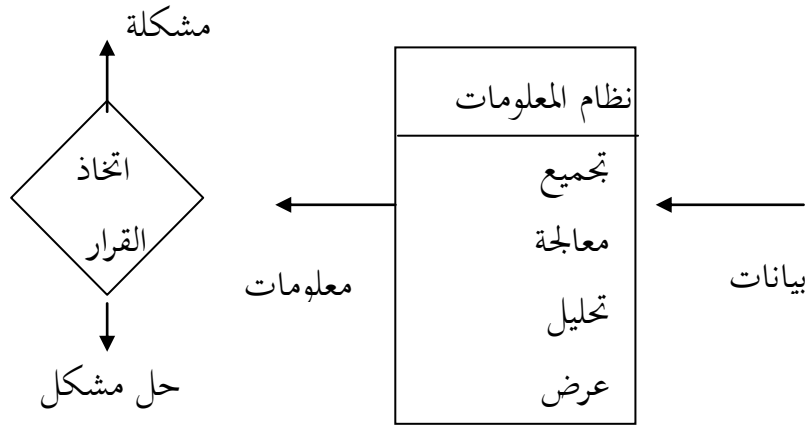 مشكلة
نظام المعلومات
تجميع
معالجة
تحليل
عرض
اتخاذ
القرار
بيانات
معلومات
حل مشكل